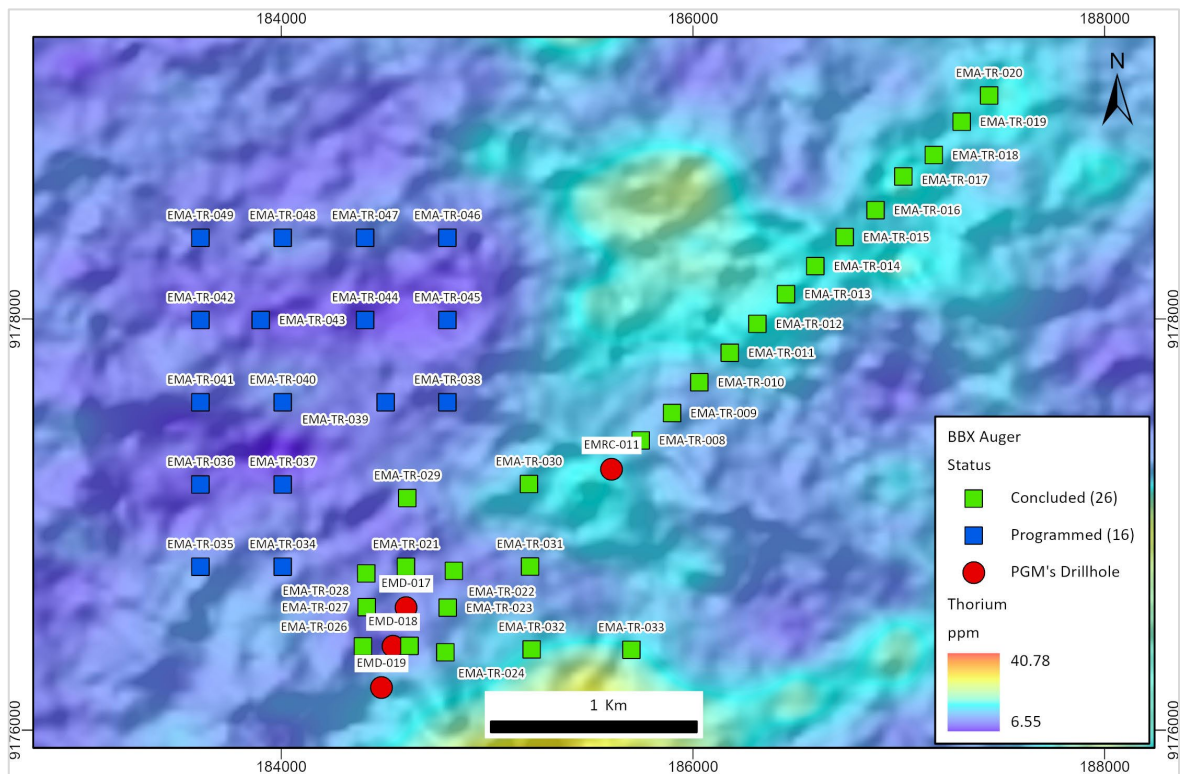 184000
186000
188000
EMA-TR-020
N
EMA-TR-019
EMA-TR-018
EMA-TR-017
EMA-TR-016
EMA-TR-049
EMA-TR-048
EMA-TR-047
EMA-TR-046
EMA-TR-015
EMA-TR-014
EMA-TR-042
EMA-TR-044
EMA-TR-045
EMA-TR-013
9178000
EMA-TR-043
EMA-TR-012
9178000
EMA-TR-011
EMA-TR-041
EMA-TR-040
EMA-TR-038
EMA-TR-010
EMA-TR-039
EMA-TR-009
EMRC-011
EMA-TR-008
EMA-TR-036
EMA-TR-037
EMA-TR-029
EMA-TR-030
EMA-TR-035
EMA-TR-034
EMA-TR-021
EMA-TR-031
EMA-TR-028
EMD-017
EMA-TR-022
EMA-TR-027
EMA-TR-023
EMA-TR-026
EMD-018
EMA-TR-032
EMA-TR-033
EMD-019
EMA-TR-024
1 Km
BBX Auger
Status
Concluded (26)
Programmed (16)
PGM's Drillhole
Thorium
ppm
40.78
6.55
9176000
9176000
184000
186000
188000